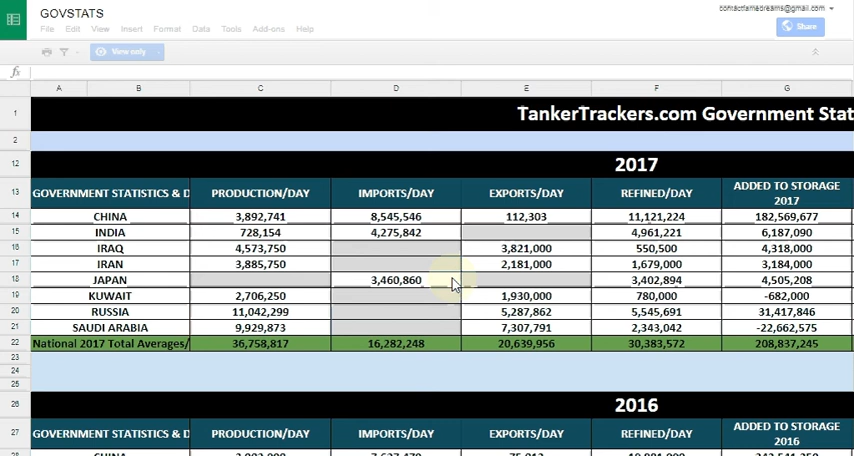 GOVSTATS
contactfamedreams@gmail.com
File Edit View Insert Format Data Tools Add-ons Help
Share
View only
fx
A B C D E F G
1 TankerTrackers.com Government Stat
2
12 2017
13 GOVERNMENT STATISTICS & D PRODUCTION/DAY IMPORTS/DAY EXPORTS/DAY REFINED/DAY ADDED TO STORAGE 2017
14 CHINA 3,892,741 8,545,546 112,303 11,121,224 182,569,677
15 INDIA 728,154 4,275,842 4,961,221 6,187,090
16 IRAQ 4,573,750 3,821,000 550,500 4,318,000
17 IRAN 3,885,750 2,181,000 1,679,000 3,184,000
18 JAPAN 3,460,860 3,402,894 4,505,208
19 KUWAIT 2,706,250 1,930,000 780,000 -682,000
20 RUSSIA 11,042,299 5,287,862 5,545,691 31,417,846
21 SAUDI ARABIA 9,929,873 7,307,791 2,343,042 -22,662,575
22 National 2017 Total Averages/ 36,758,817 16,282,248 20,639,956 30,383,572 208,837,245
23
24
25
26 2016
27 GOVERNMENT STATISTICS & D PRODUCTION/DAY IMPORTS/DAY EXPORTS/DAY REFINED/DAY ADDED TO STORAGE 2016
28 CHINA